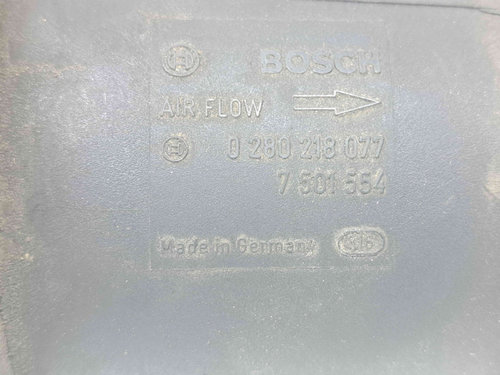 BOSCH
AIR FLOW
0 280 218 077
7 501 554
Made in Germany